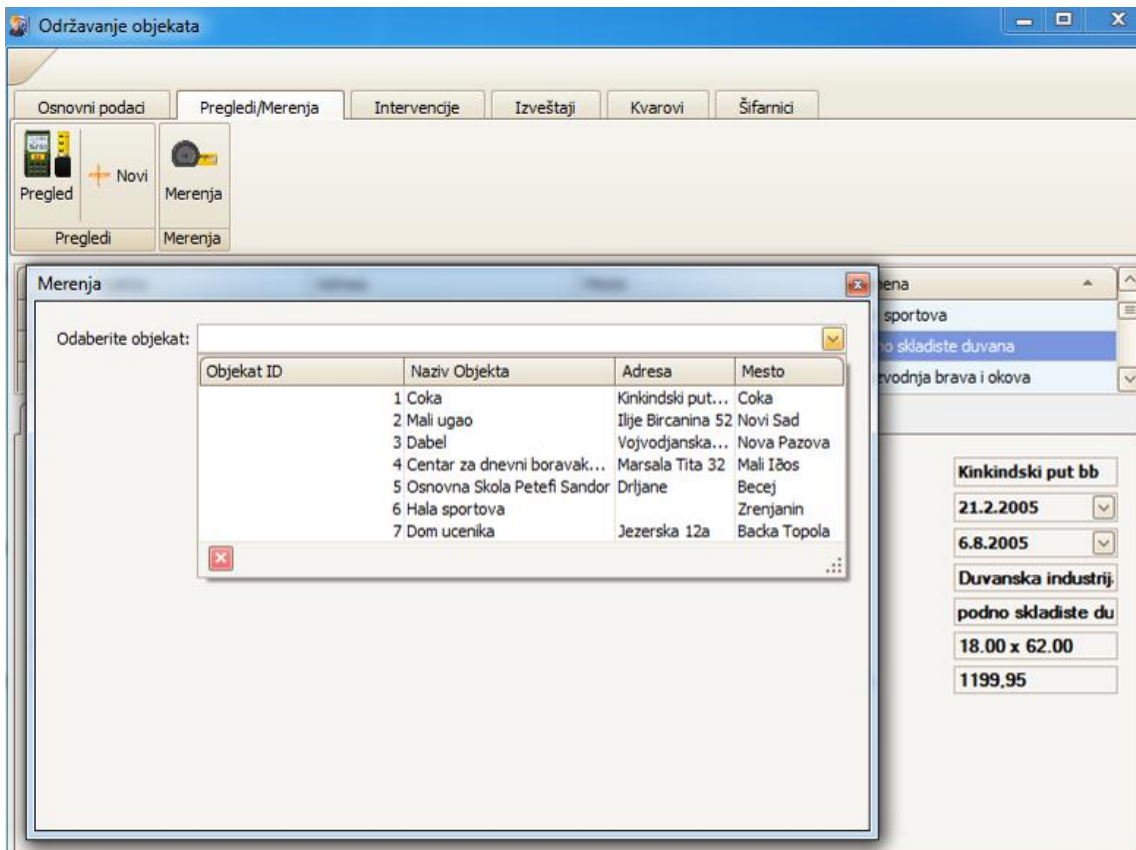 Održavanje objekata
X
Osnovni podaci Pregledi/Merenja Intervencije Izveštaji Kvarovi Šifarnici
Pregled Novi Merenja
Pregledi Merenja
Merenja
Odaberite objekat:
Objekat ID Naziv Objekta Adresa Mesto
1 Coka Kinkindski put... Coka
2 Mali ugao Ilije Bircanina 52 Novi Sad
3 Dabel Vojvodjanska... Nova Pazova
4 Centar za dnevni boravak... Marsala Tita 32 Mali Iðos
5 Osnovna Skola Petefi Sandor Drljane Becej
6 Hala sportova Zrenjanin
7 Dom ucenika Jezerska 12a Backa Topola
sportova
skladiste duvana
brava i okova
Kinkindski put bb
21.2.2005
6.8.2005
Duvanska industrij
podno skladiste du
18.00 x 62.00
1199,95